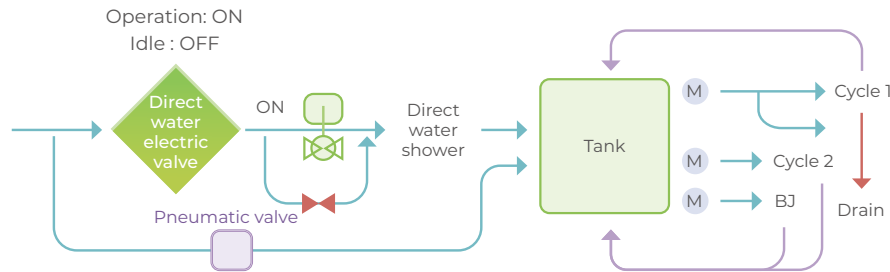 Operation: ON
Idle : OFF
Direct
water
electric
valve
ON
Direct
water
shower
Pneumatic valve
Tank
M
Cycle 1
M
Cycle 2
M
BJ
Drain